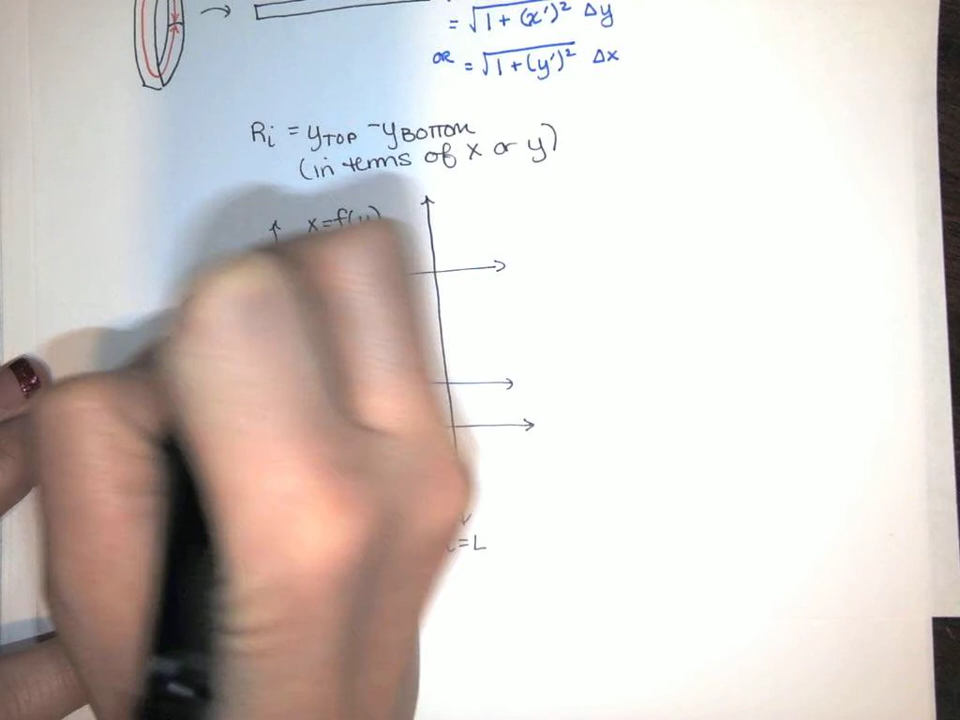 = √1 + (x')² Δy
OR = √1 + (y')² Δx
Ri = yTOP - yBOTTOM
(in terms of x or y)
x=f(y)
=L